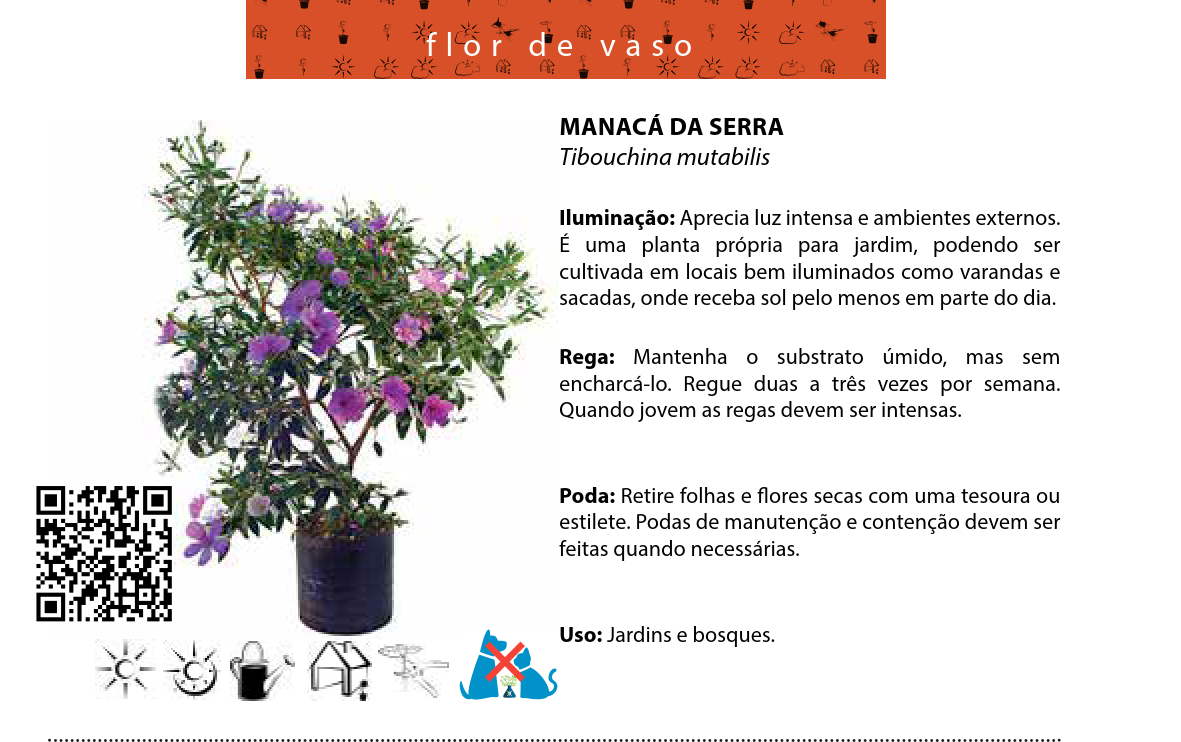 flor de vaso
MANACÁ DA SERRA
Tibouchina mutabilis
Iluminação: Aprecia luz intensa e ambientes externos.
É uma planta própria para jardim, podendo ser
cultivada em locais bem iluminados como varandas e
sacadas, onde receba sol pelo menos em parte do dia.
Rega: Mantenha o substrato úmido, mas sem
encharcá-lo. Regue duas a três vezes por semana.
Quando jovem as regas devem ser intensas.
Poda: Retire folhas e flores secas com uma tesoura ou
estilete. Podas de manutenção e contenção devem ser
feitas quando necessárias.
Uso: Jardins e bosques.